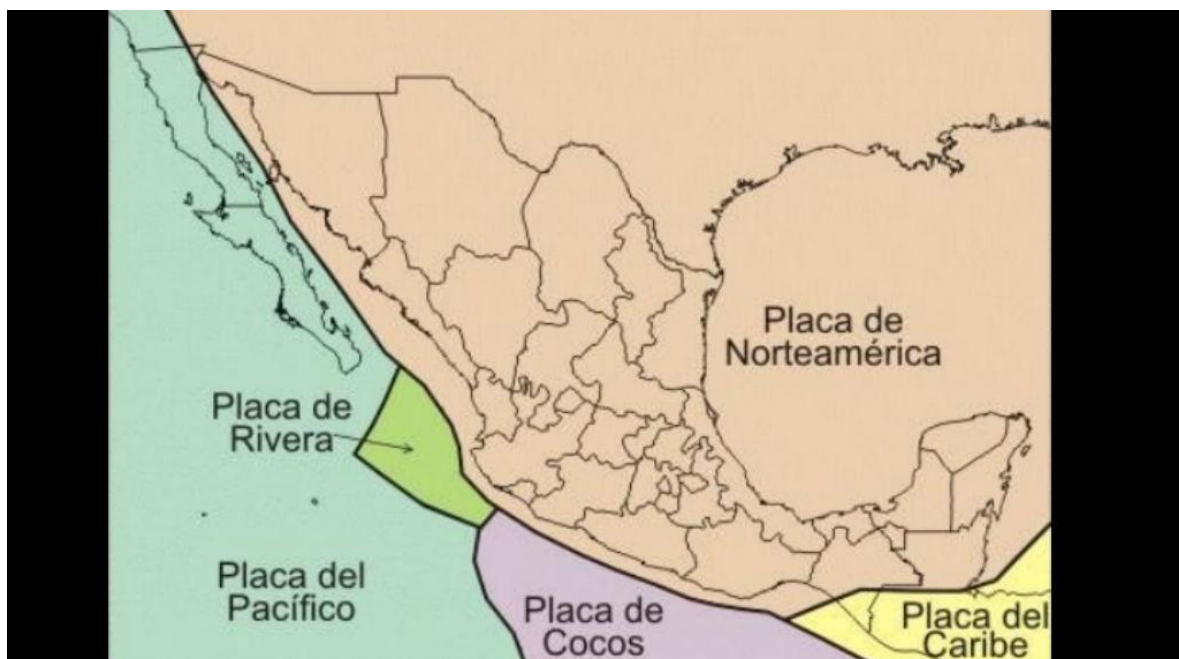 Placa de
Norteamérica
Placa de
Rivera
Placa del
Pacífico
Placa de
Cocos
Placa del
Caribe